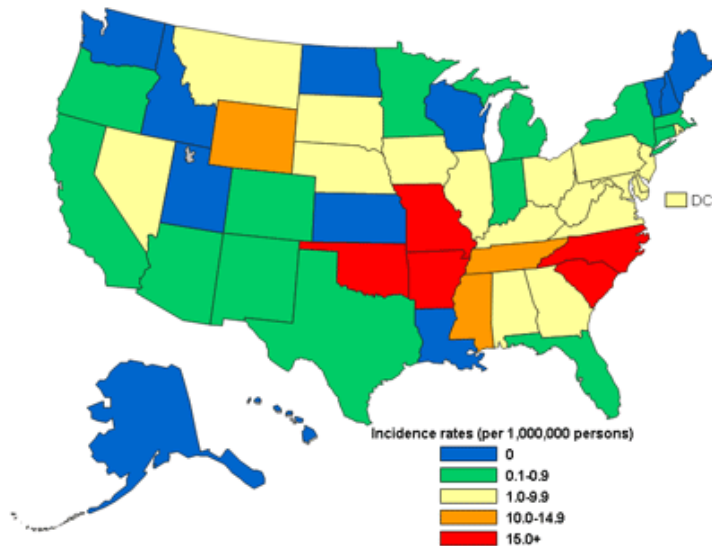 DC
Incidence rates (per 1,000,000 persons)
0
0.1-0.9
1.0-9.9
10.0-14.9
15.0+